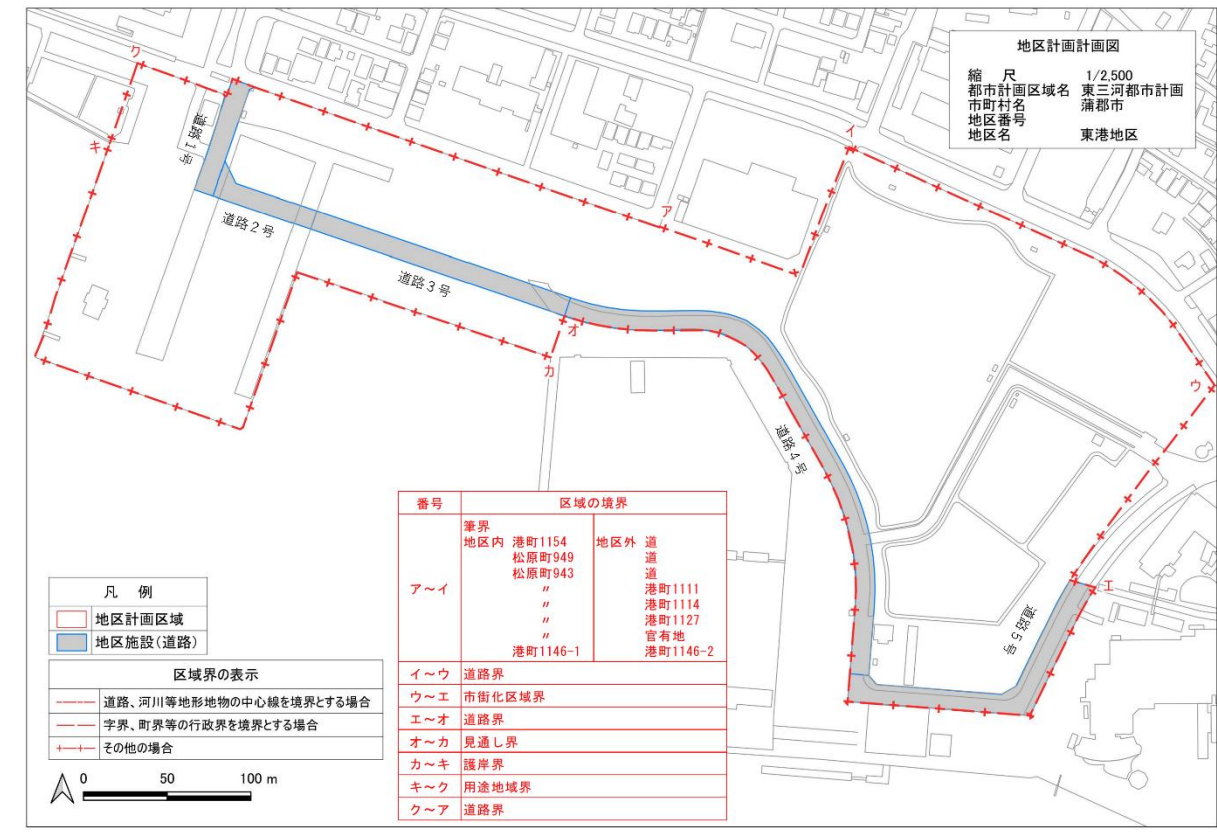 地区計画計画図
縮　尺　1/2,500
都市計画区域名　東三河都市計画
市町村名　蒲郡市
地区番号
地区名　東港地区
ク
道路1号
キ
イ
ア
道路2号
道路3号
オ
カ
ウ
道路4号
エ
道路5号
番号　区域の境界
ア～イ
筆界
地区内　港町1154　地区外　道
松原町949　道
松原町943　道
〃　港町1111
〃　港町1114
〃　港町1127
〃　官有地
港町1146-1　港町1146-2
イ～ウ　道路界
ウ～エ　市街化区域界
エ～オ　道路界
オ～カ　見通し界
カ～キ　護岸界
キ～ク　用途地域界
ク～ア　道路界
凡　例
地区計画区域
地区施設(道路)
区域界の表示
道路、河川等地形地物の中心線を境界とする場合
字界、町界等の行政界を境界とする場合
その他の場合
0　50　100 m